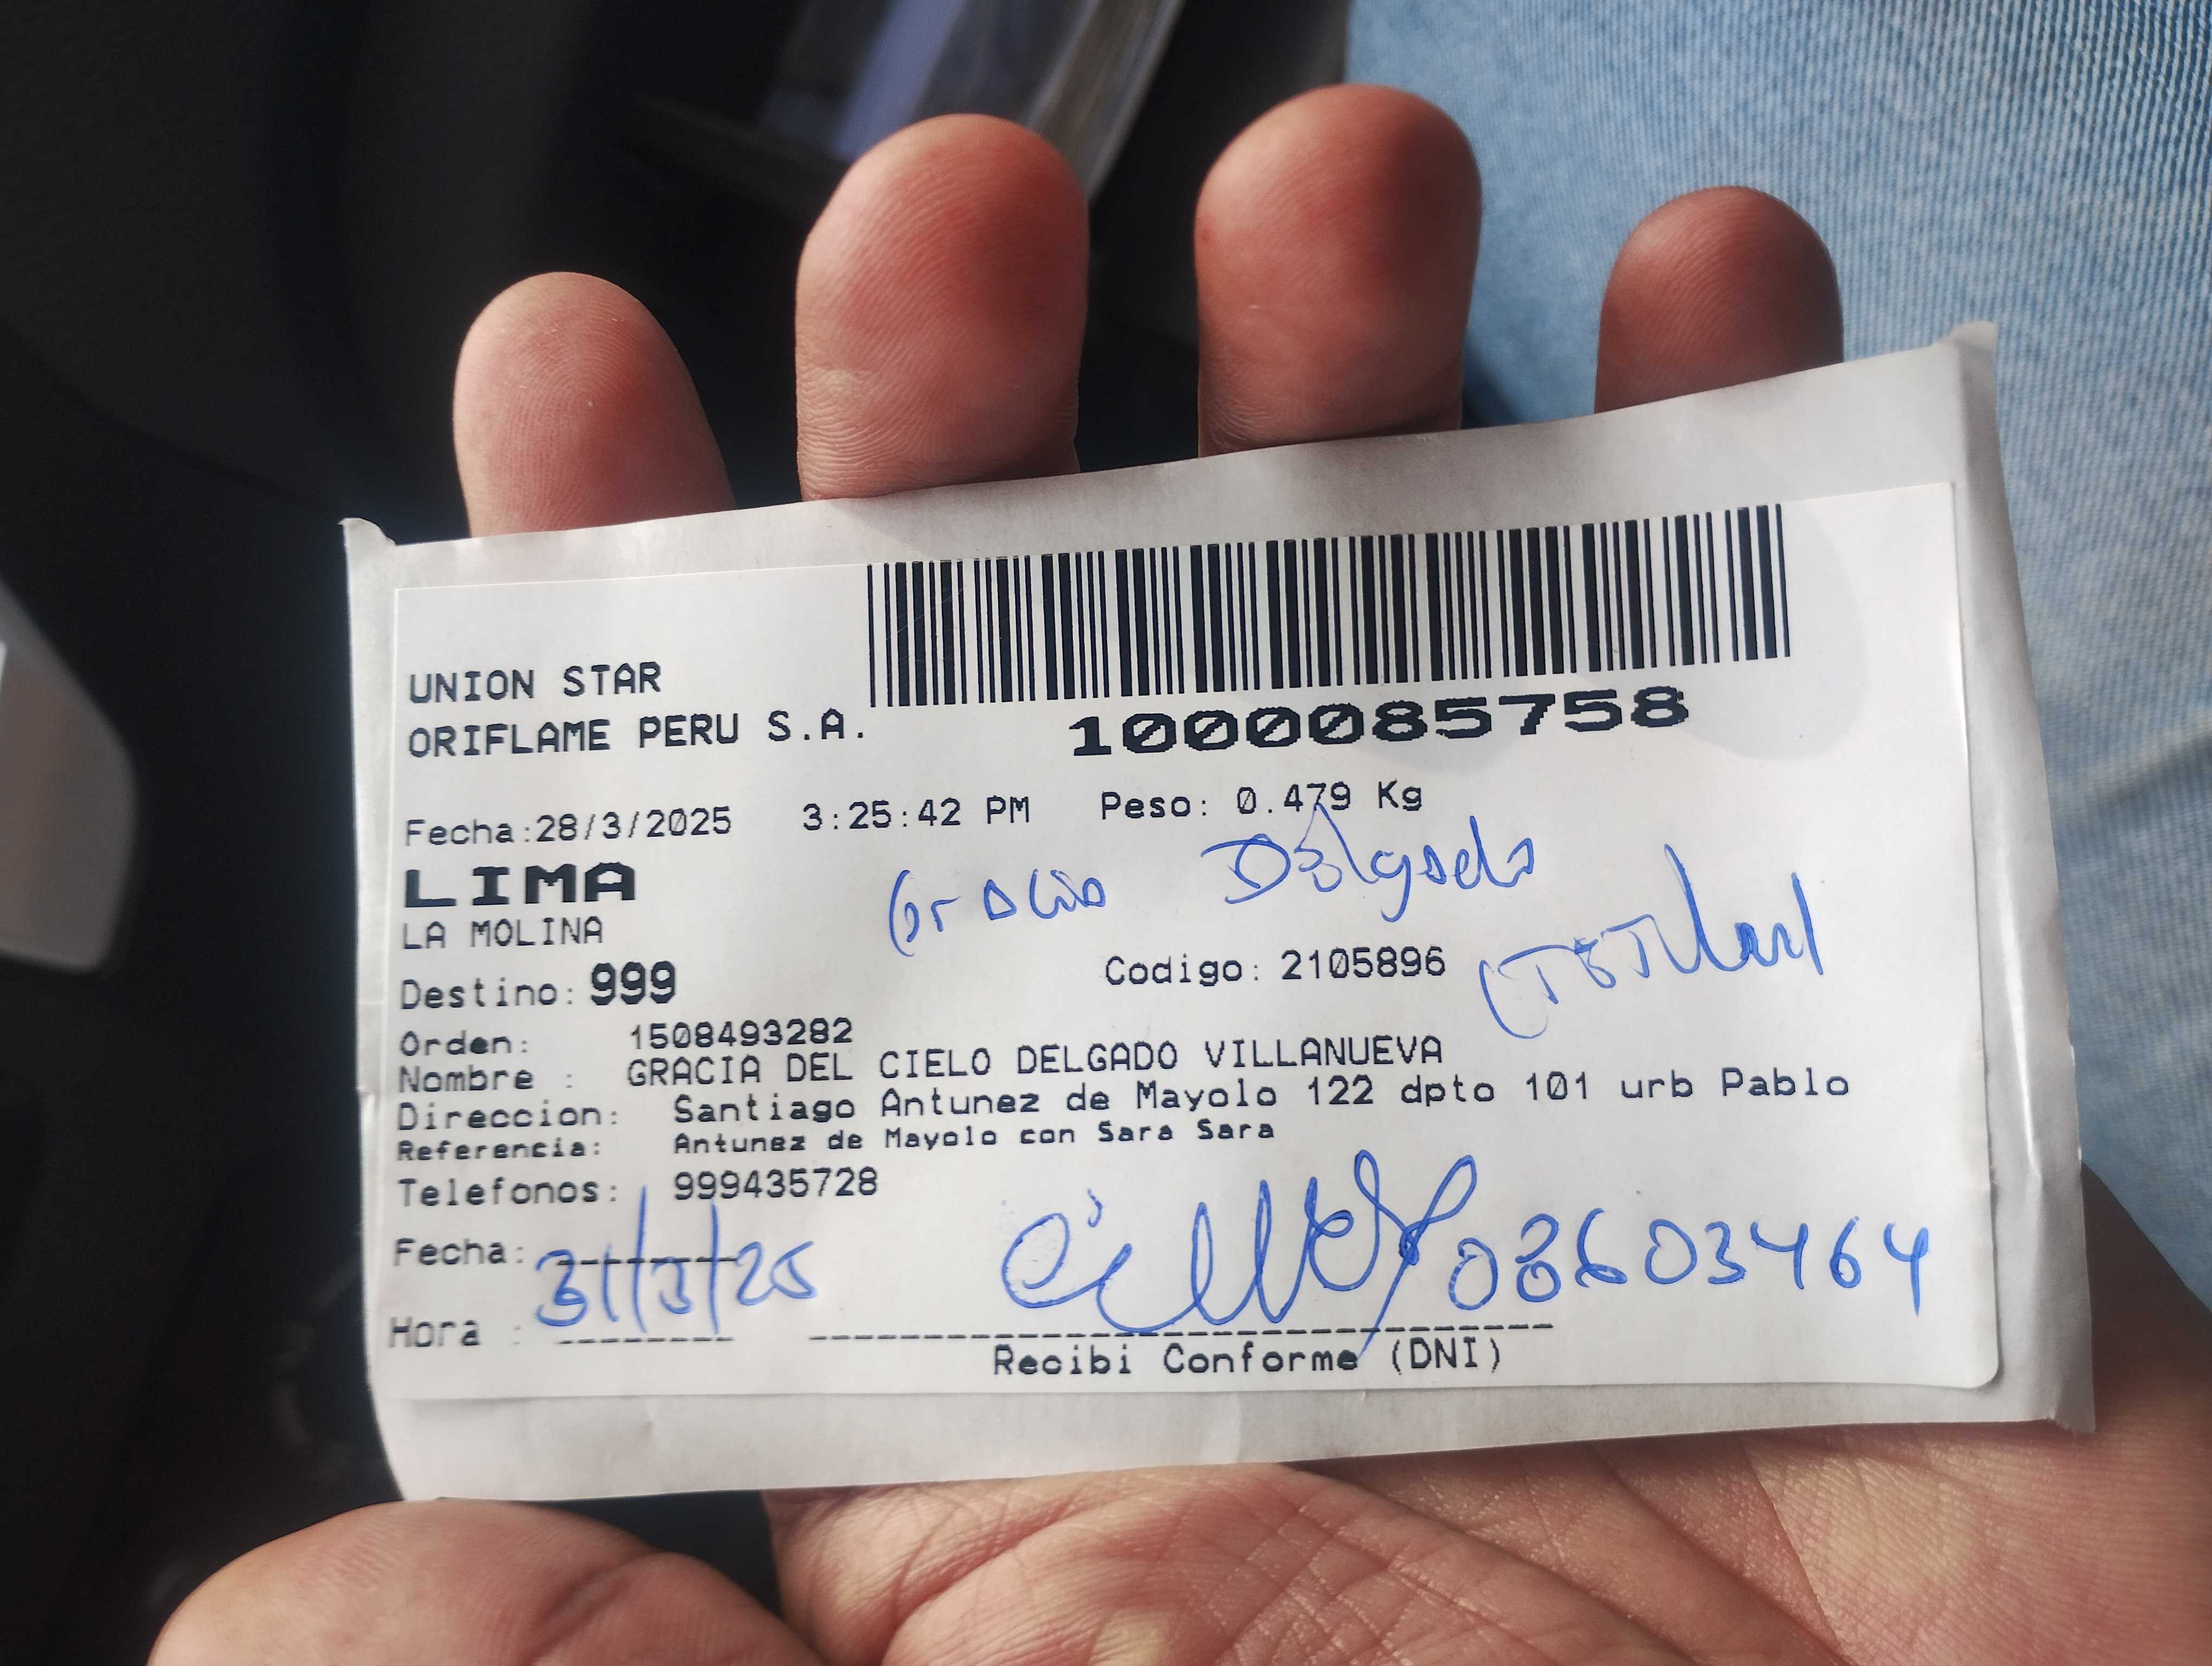 UNION STAR
ORIFLAME PERU S.A.
1000085758
Fecha:28/3/2025 3:25:42 PM Peso: 0.479 Kg
LIMA
Gracia Delgado
LA MOLINA
(Titular)
Destino: 999 Codigo: 2105896
Orden: 1508493282
Nombre : GRACIA DEL CIELO DELGADO VILLANUEVA
Direccion: Santiago Antunez de Mayolo 122 dpto 101 urb Pablo
Referencia: Antunez de Mayolo con Sara Sara
Telefonos: 999435728
Fecha: 31/3/25
08603464
Hora :
Recibi Conforme (DNI)